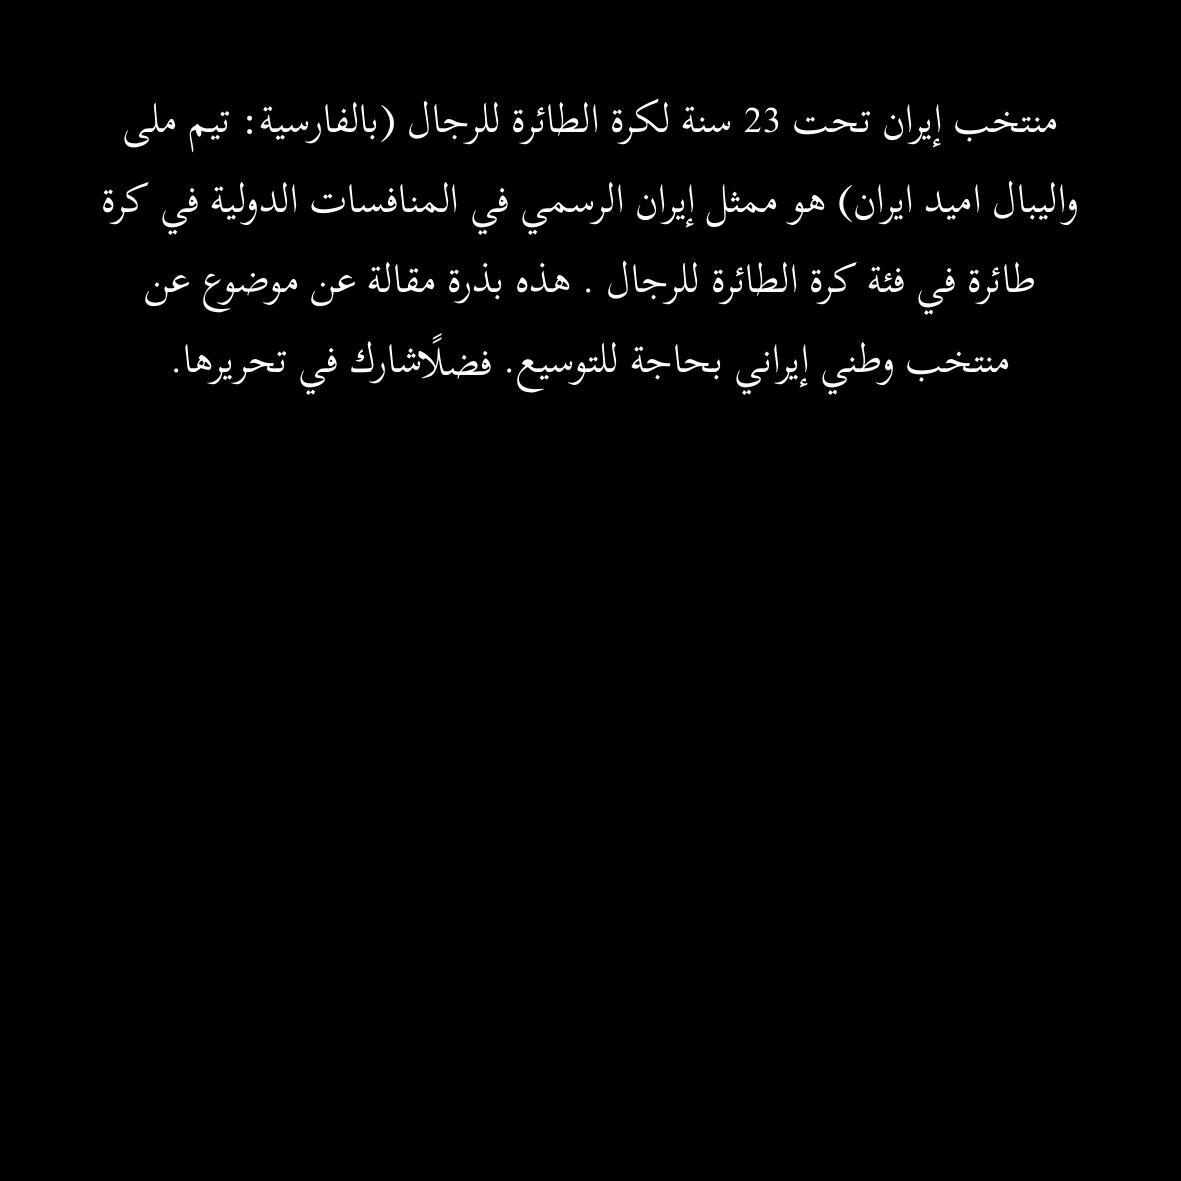 منتخب إيران تحت 23 سنة لكرة الطائرة للرجال (بالفارسية: تیم ملی
واليبال اميد ايران) هو ممثل إيران الرسمي في المنافسات الدولية في كرة
طائرة في فئة كرة الطائرة للرجال . هذه بذرة مقالة عن موضوع عن
منتخب وطني إيراني بحاجة للتوسيع. فضلًاشارك في تحريرها.